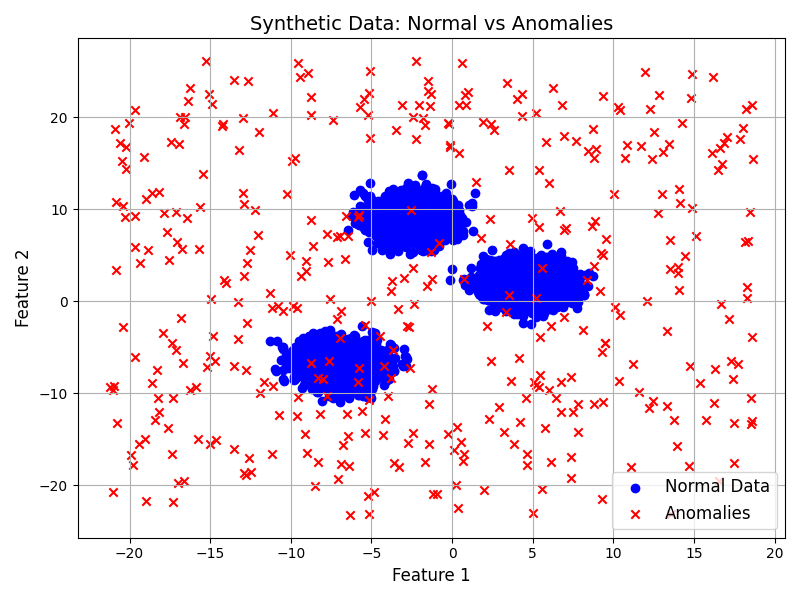 Synthetic Data: Normal vs Anomalies
20
10
0
−10
−20
Feature 2
−20
−15
−10
−5
0
5
10
15
20
Feature 1
Normal Data
Anomalies